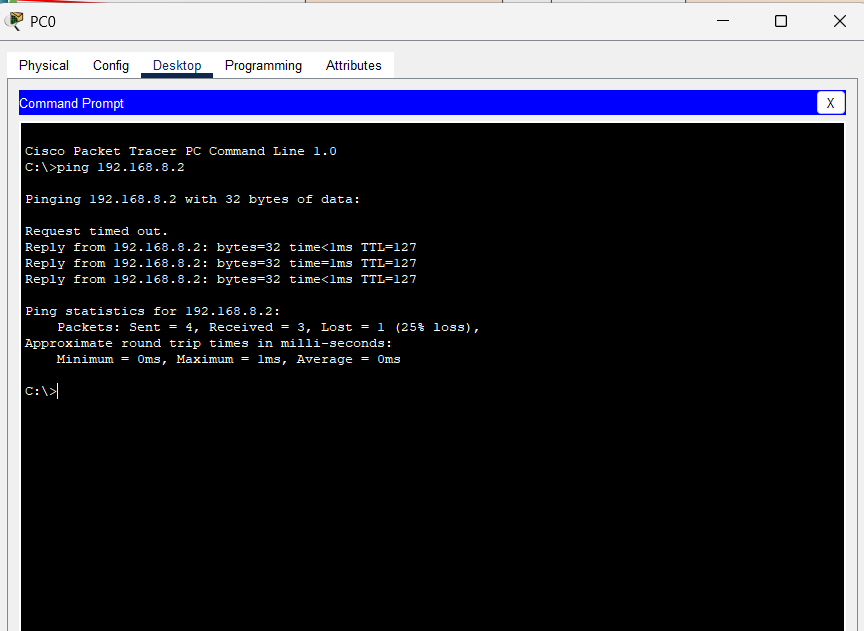 PC0
Physical Config Desktop Programming Attributes
Command Prompt
X
Cisco Packet Tracer PC Command Line 1.0
C:\>ping 192.168.8.2
Pinging 192.168.8.2 with 32 bytes of data:
Request timed out.
Reply from 192.168.8.2: bytes=32 time<1ms TTL=127
Reply from 192.168.8.2: bytes=32 time=1ms TTL=127
Reply from 192.168.8.2: bytes=32 time<1ms TTL=127
Ping statistics for 192.168.8.2:
    Packets: Sent = 4, Received = 3, Lost = 1 (25% loss),
Approximate round trip times in milli-seconds:
    Minimum = 0ms, Maximum = 1ms, Average = 0ms
C:\>